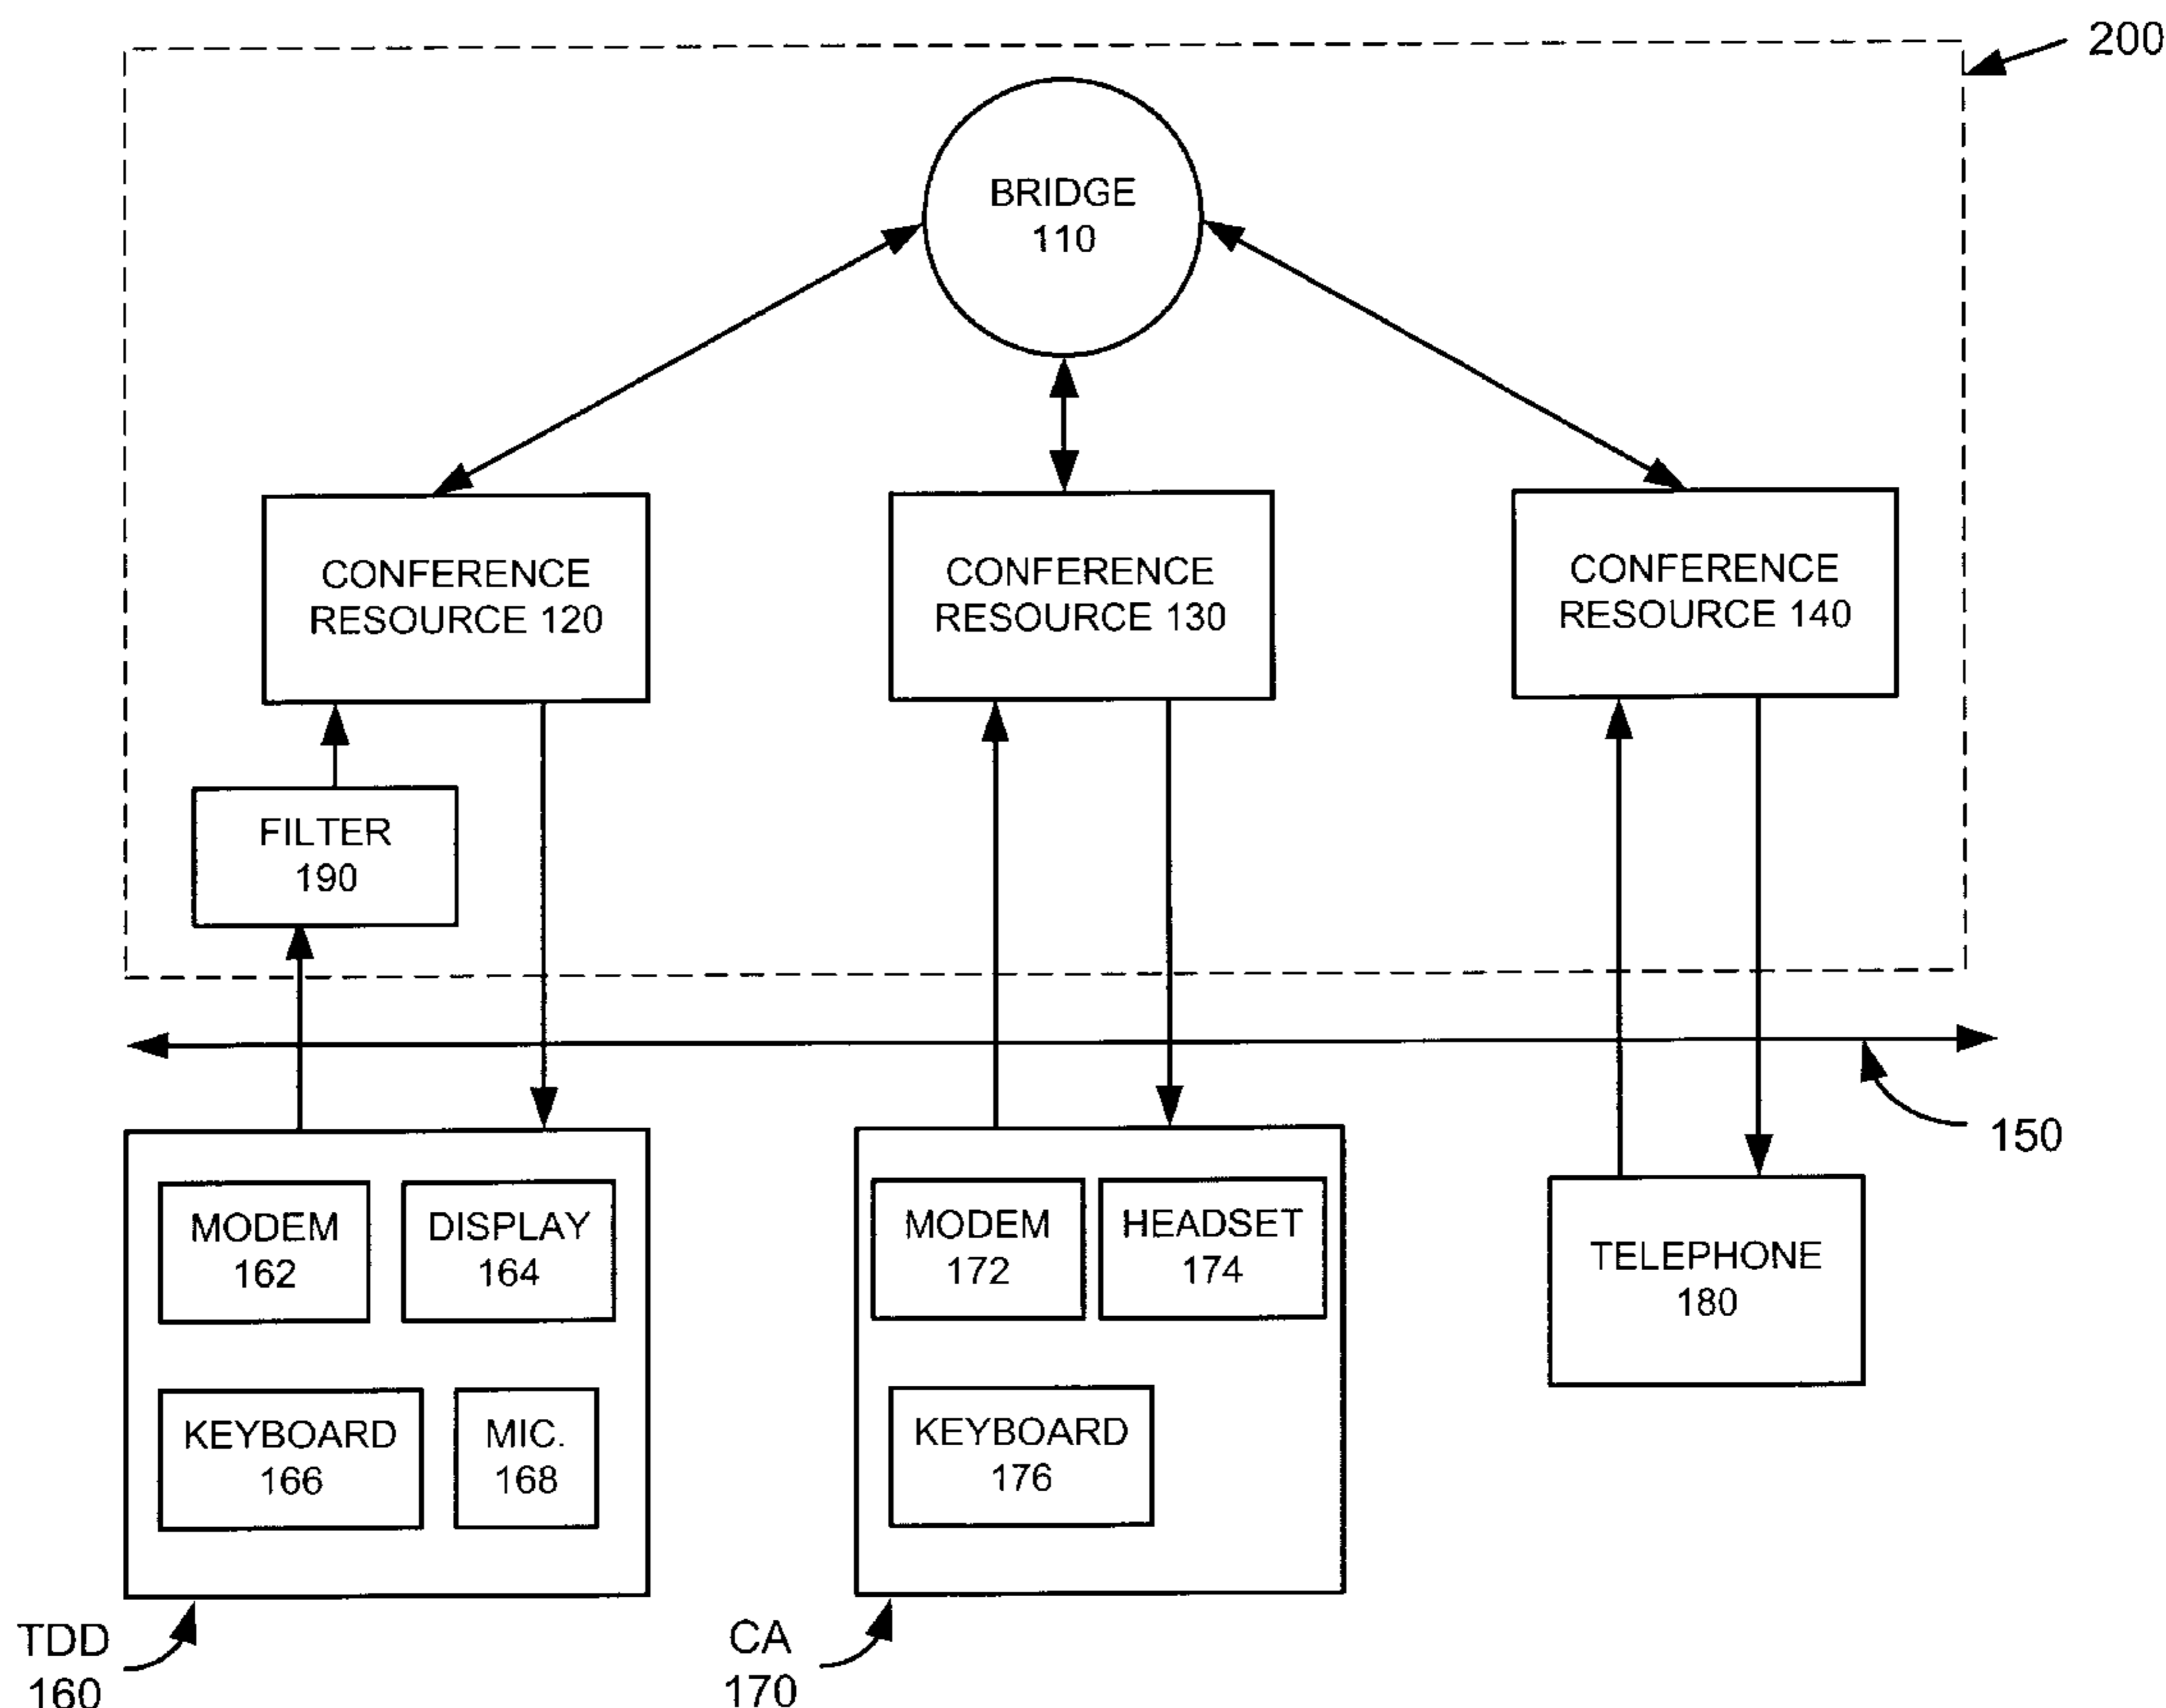 200
BRIDGE
110
CONFERENCE
RESOURCE 120
CONFERENCE
RESOURCE 130
CONFERENCE
RESOURCE 140
FILTER
190
150
MODEM
162
DISPLAY
164
KEYBOARD
166
MIC.
168
MODEM
172
HEADSET
174
KEYBOARD
176
TELEPHONE
180
TDD
160
CA
170